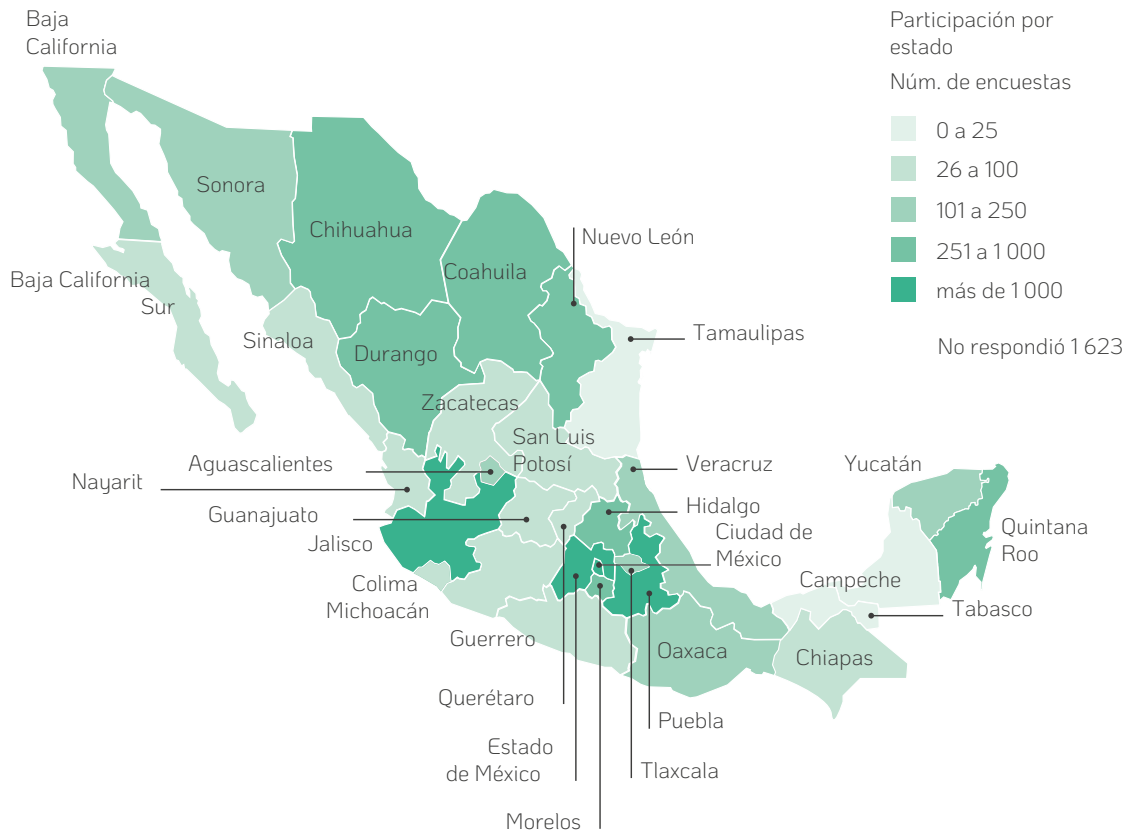 Baja
California
Participación por
estado
Núm. de encuestas
0 a 25
26 a 100
101 a 250
251 a 1 000
más de 1 000
No respondió 1 623
Sonora
Chihuahua
Nuevo León
Coahuila
Baja California
Sur
Tamaulipas
Sinaloa
Durango
Zacatecas
San Luis
Potosí
Aguascalientes
Veracruz
Yucatán
Nayarit
Guanajuato
Hidalgo
Jalisco
Ciudad de
México
Quintana
Roo
Colima
Michoacán
Campeche
Tabasco
Guerrero
Oaxaca
Chiapas
Querétaro
Puebla
Estado
de México
Tlaxcala
Morelos